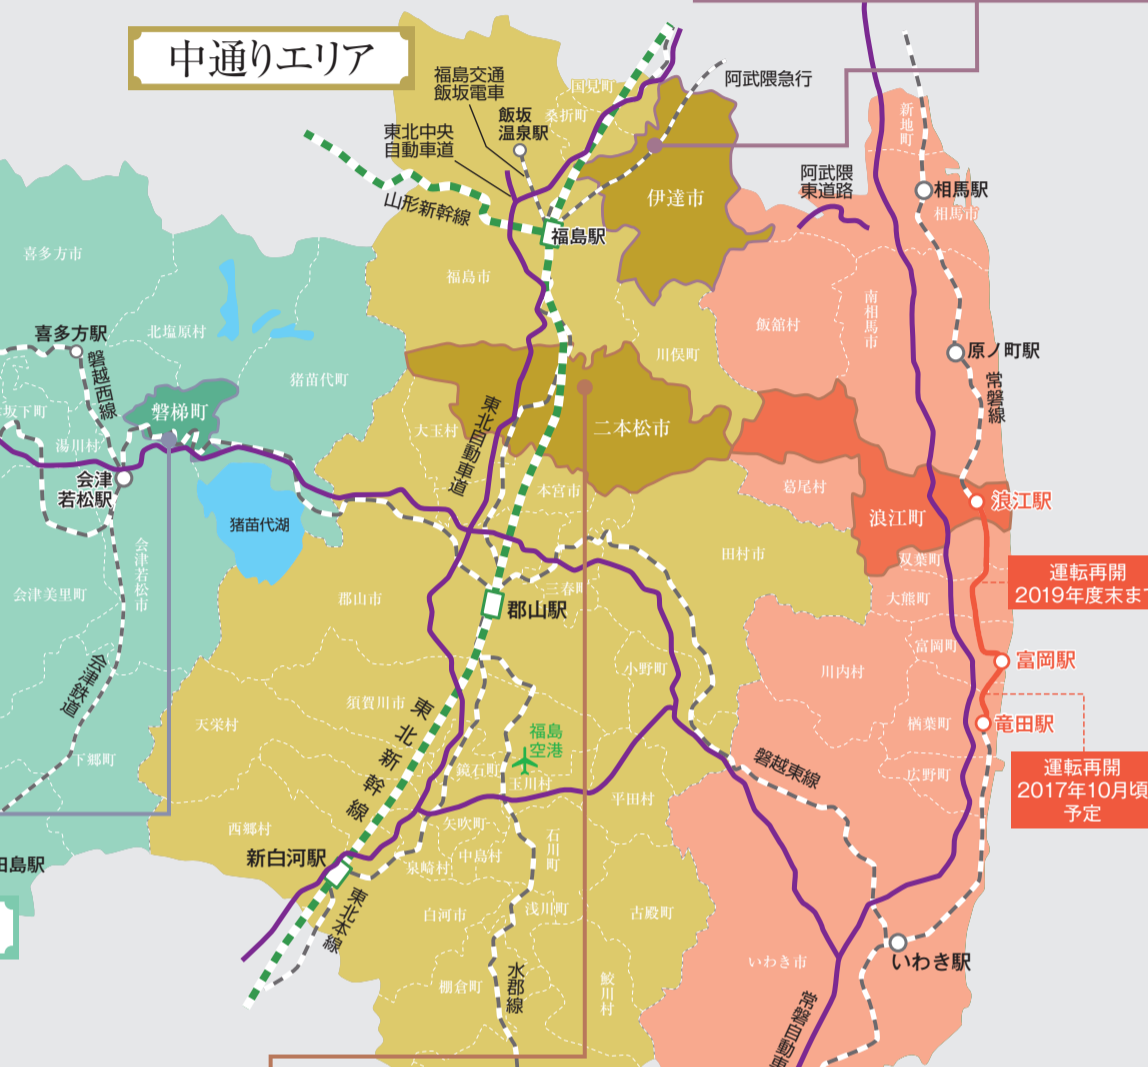 中通りエリア
福島交通
飯坂電車
飯坂
温泉駅
国見町
桑折町
阿武隈急行
東北中央
自動車道
山形新幹線
伊達市
福島駅
阿武隈
東道路
新地町
相馬駅
相馬市
喜多方市
福島市
飯舘村
南相馬市
喜多方駅
北塩原村
猪苗代町
川俣町
原ノ町駅
磐越西線
常磐線
坂下町
磐梯町
大玉村
東北自動車道
二本松市
湯川村
会津
若松駅
猪苗代湖
本宮市
葛尾村
浪江町
浪江駅
会津若松市
田村市
双葉町
運転再開
2019年度末ま
会津美里町
郡山市
三春町
郡山駅
大熊町
富岡町
富岡駅
会津鉄道
小野町
川内村
天栄村
須賀川市
東北新幹線
福島
空港
楢葉町
竜田駅
下郷町
鏡石町
玉川村
磐越東線
広野町
運転再開
2017年10月頃
予定
平田村
西郷村
矢吹町
石川町
新白河駅
中島村
泉崎村
田島駅
東北本線
白河市
浅川町
古殿町
いわき市
いわき駅
棚倉町
水郡線
鮫川村
常磐自動車